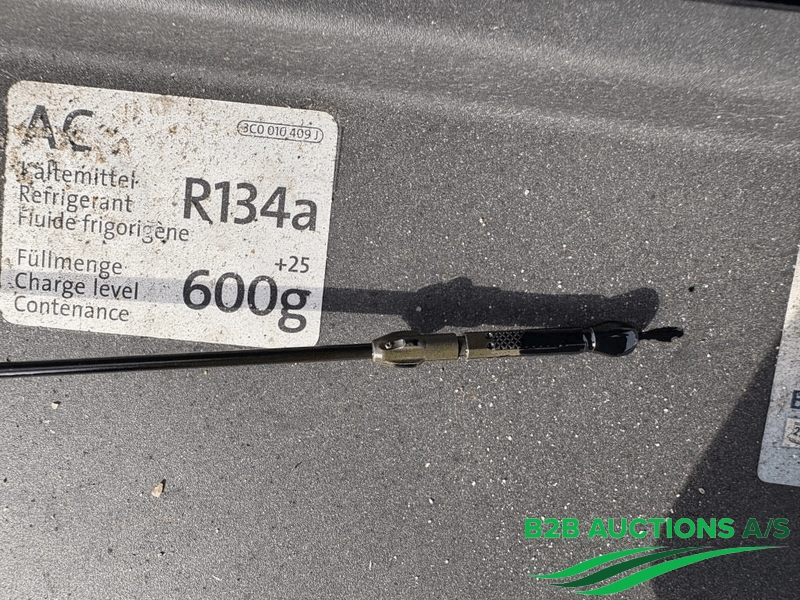 AC
3C0 010 409 J
Kältemittel
Refrigerant
Fluide frigorigène
R134a
Füllmenge
Charge level
Contenance
+25
600g
B2B AUCTIONS A/S